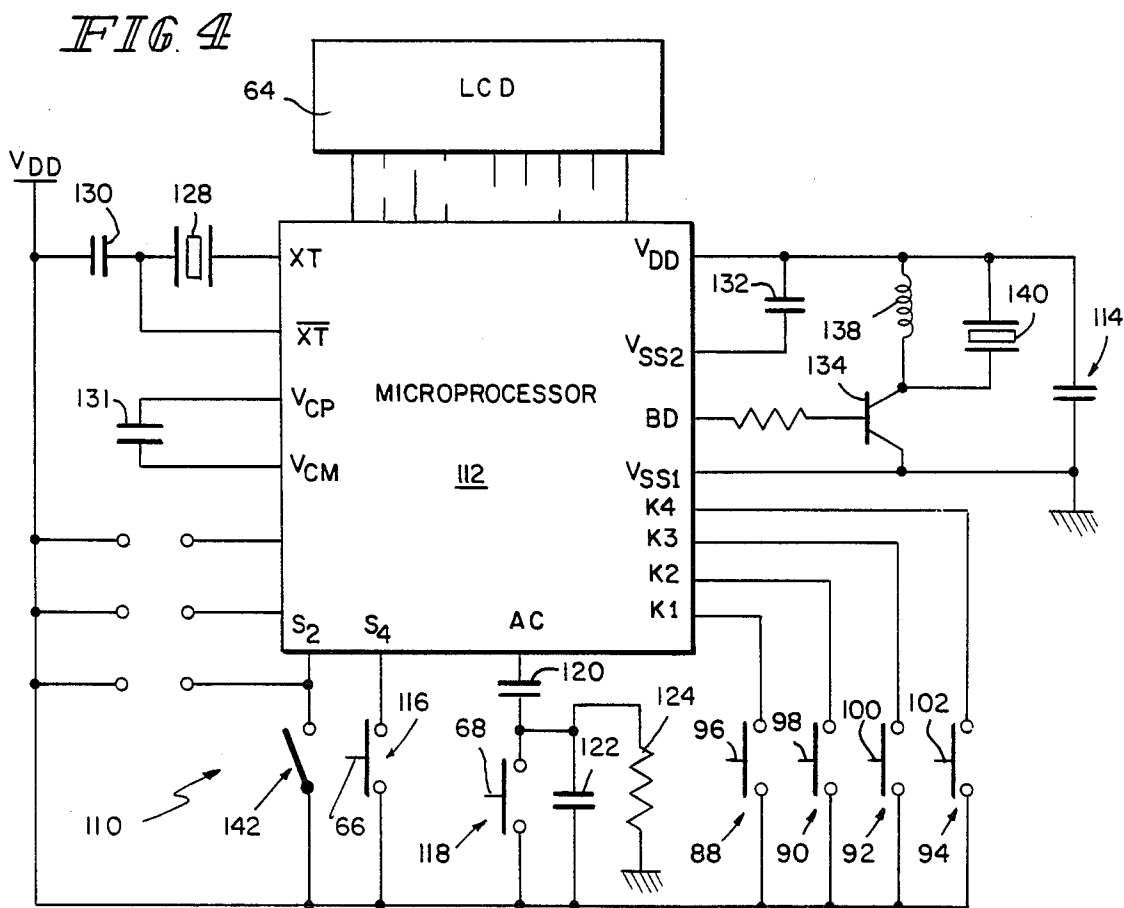 FIG. 4
LCD
64
VDD
130
128
XT
VDD
132
138
140
114
XT
VSS2
134
131
VCP
MICROPROCESSOR
BD
VCM
112
VSS1
K4
K3
K2
K1
S2
S4
AC
120
116
68
124
96
98
100
102
122
110
142
66
118
88
90
92
94